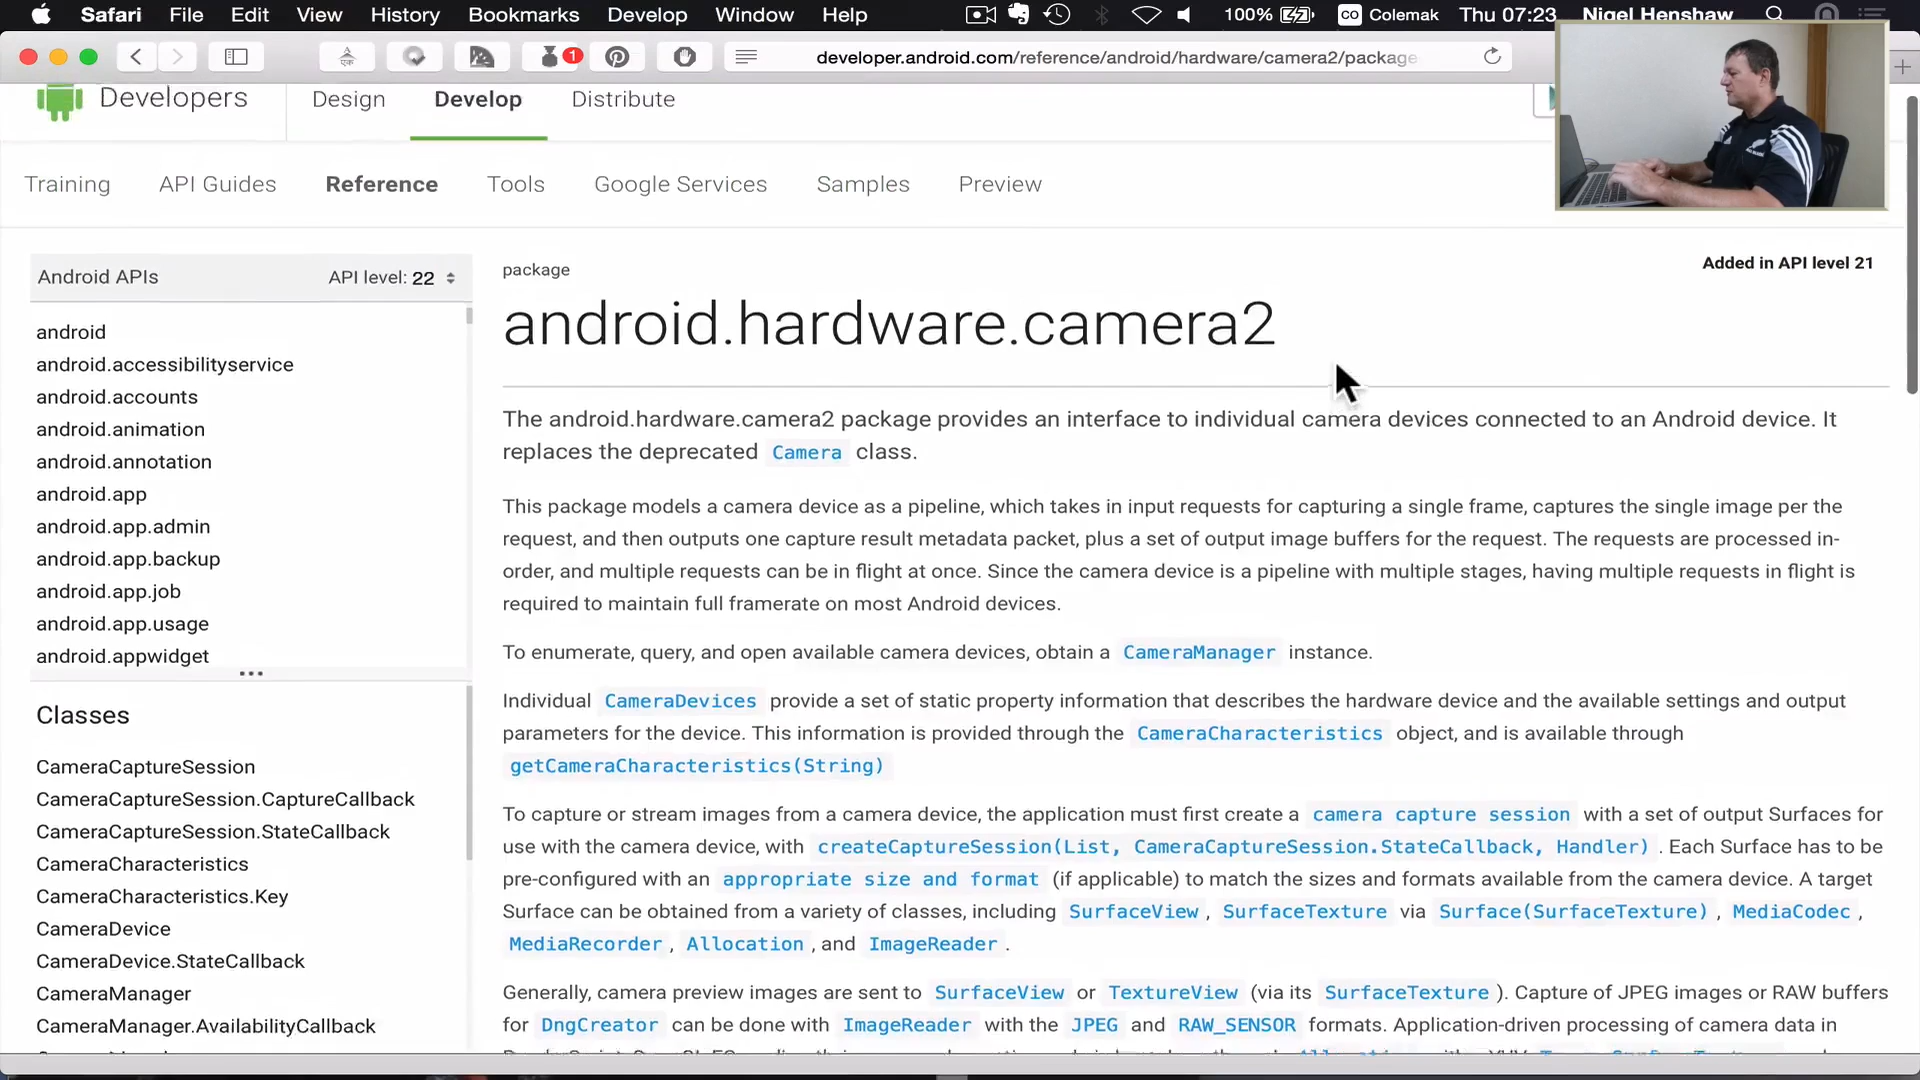 Safari File Edit View History Bookmarks Develop Window Help 100% CO Colemak Thu 07:23 Nigel Henshaw
1 developer.android.com/reference/android/hardware/camera2/package-
Developers Design Develop Distribute
Training API Guides Reference Tools Google Services Samples Preview
Android APIs API level: 22
android
android.accessibilityservice
android.accounts
android.animation
android.annotation
android.app
android.app.admin
android.app.backup
android.app.job
android.app.usage
android.appwidget
Classes
CameraCaptureSession
CameraCaptureSession.CaptureCallback
CameraCaptureSession.StateCallback
CameraCharacteristics
CameraCharacteristics.Key
CameraDevice
CameraDevice.StateCallback
CameraManager
CameraManager.AvailabilityCallback
package
Added in API level 21
android.hardware.camera2
The android.hardware.camera2 package provides an interface to individual camera devices connected to an Android device. It
replaces the deprecated Camera class.
This package models a camera device as a pipeline, which takes in input requests for capturing a single frame, captures the single image per the
request, and then outputs one capture result metadata packet, plus a set of output image buffers for the request. The requests are processed in-
order, and multiple requests can be in flight at once. Since the camera device is a pipeline with multiple stages, having multiple requests in flight is
required to maintain full framerate on most Android devices.
To enumerate, query, and open available camera devices, obtain a CameraManager instance.
Individual CameraDevices provide a set of static property information that describes the hardware device and the available settings and output
parameters for the device. This information is provided through the CameraCharacteristics object, and is available through
getCameraCharacteristics(String)
To capture or stream images from a camera device, the application must first create a camera capture session with a set of output Surfaces for
use with the camera device, with createCaptureSession(List, CameraCaptureSession.StateCallback, Handler) . Each Surface has to be
pre-configured with an appropriate size and format (if applicable) to match the sizes and formats available from the camera device. A target
Surface can be obtained from a variety of classes, including SurfaceView , SurfaceTexture via Surface(SurfaceTexture) , MediaCodec ,
MediaRecorder , Allocation , and ImageReader .
Generally, camera preview images are sent to SurfaceView or TextureView (via its SurfaceTexture ). Capture of JPEG images or RAW buffers
for DngCreator can be done with ImageReader with the JPEG and RAW_SENSOR formats. Application-driven processing of camera data in